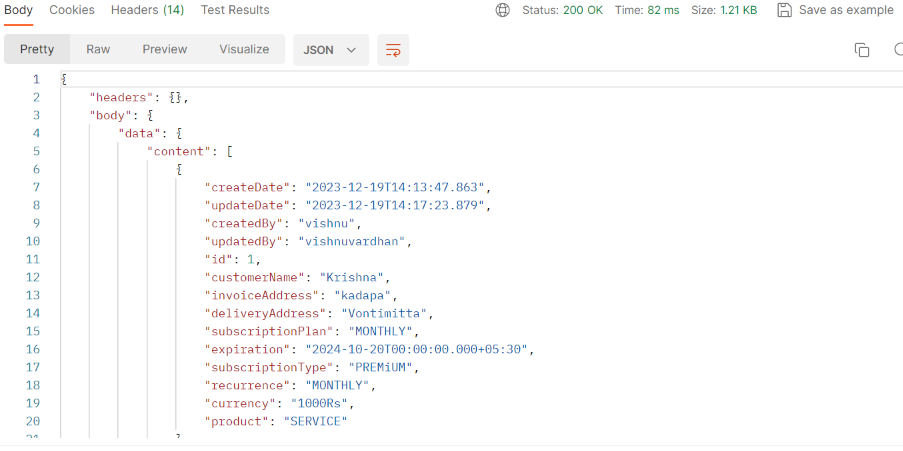 Body Cookies Headers (14) Test Results Status: 200 OK Time: 82 ms Size: 1.21 KB Save as example
Pretty Raw Preview Visualize JSON
1 {
2 "headers": {},
3 "body": {
4 "data": {
5 "content": [
6 {
7 "createDate": "2023-12-19T14:13:47.863",
8 "updateDate": "2023-12-19T14:17:23.879",
9 "createdBy": "vishnu",
10 "updatedBy": "vishnuvardhan",
11 "id": 1,
12 "customerName": "Krishna",
13 "invoiceAddress": "kadapa",
14 "deliveryAddress": "Vontimitta",
15 "subscriptionPlan": "MONTHLY",
16 "expiration": "2024-10-20T00:00:00.000+05:30",
17 "subscriptionType": "PREMiUM",
18 "recurrence": "MONTHLY",
19 "currency": "1000Rs",
20 "product": "SERVICE"